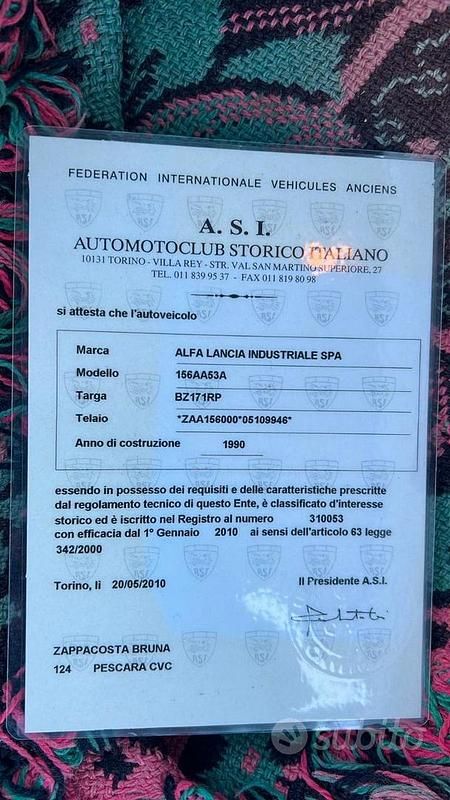 FEDERATION INTERNATIONALE VEHICULES ANCIENS
A. S. I.
AUTOMOTOCLUB STORICO ITALIANO
10131 TORINO - VILLA REY - STR. VAL SAN MARTINO SUPERIORE, 27
TEL. 011 839 95 37 - FAX 011 819 80 98
si attesta che l'autoveicolo
Marca ALFA LANCIA INDUSTRIALE SPA
Modello 156AA53A
Targa BZ171RP
Telaio *ZAA156000*05109946*
Anno di costruzione 1990
essendo in possesso dei requisiti e delle caratteristiche prescritte
dal regolamento tecnico di questo Ente, è classificato d'interesse
storico ed è iscritto nel Registro al numero 310053
con efficacia dal 1° Gennaio 2010 ai sensi dell'articolo 63 legge
342/2000
Torino, lì 20/05/2010 Il Presidente A.S.I.
ZAPPACOSTA BRUNA
124 PESCARA CVC
subito